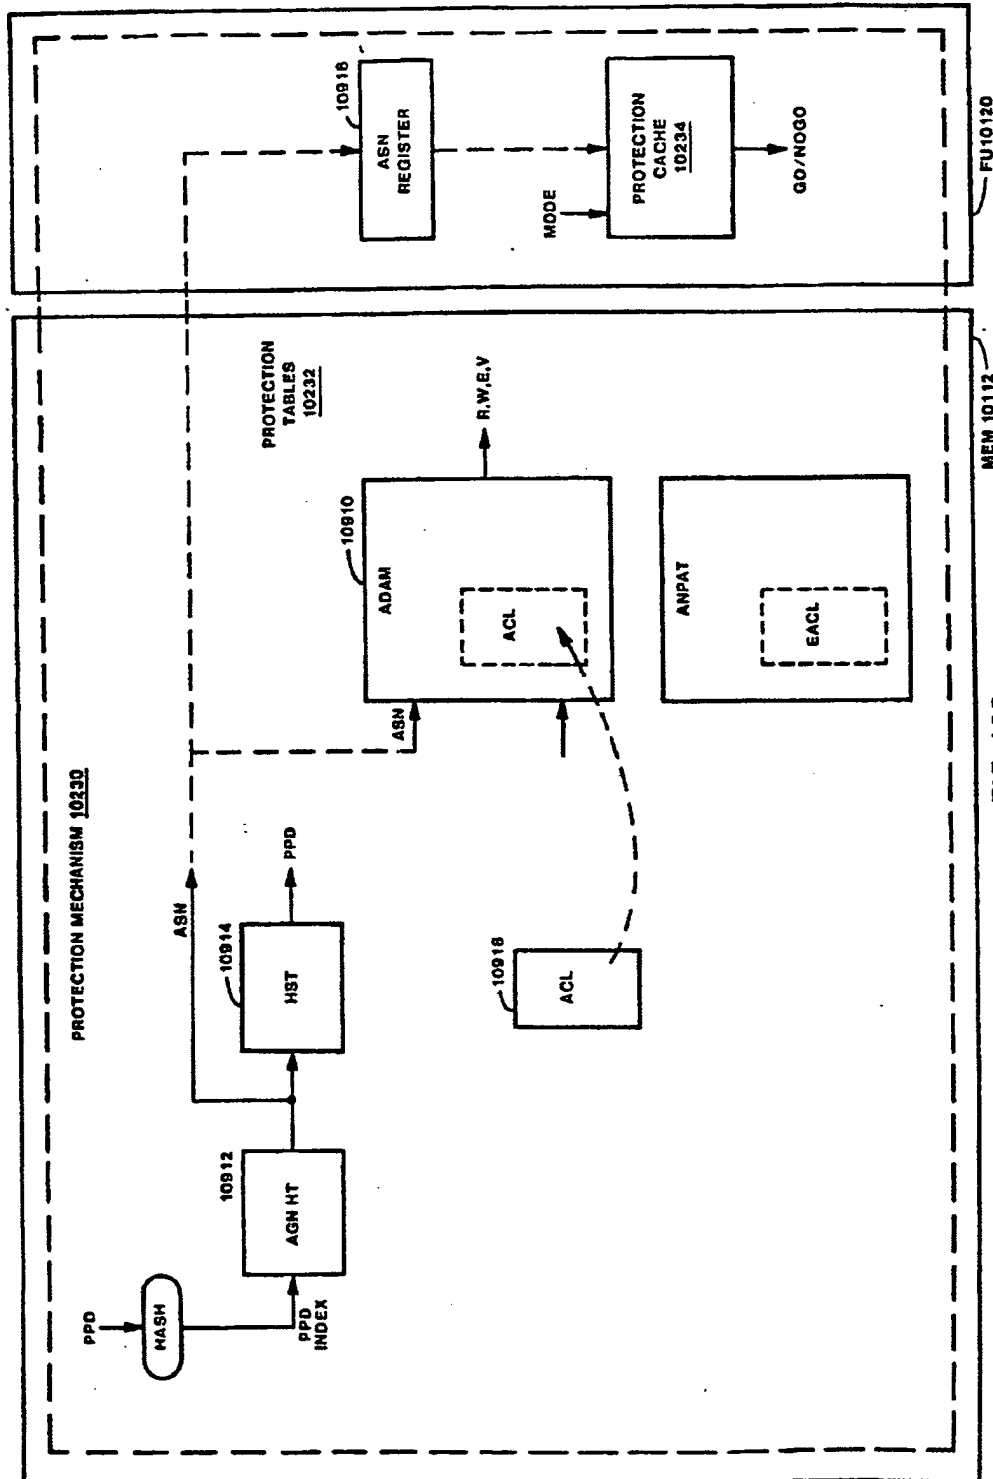 PROTECTION MECHANISM 10230
PPD
HASH
PPD
INDEX
10912
AGN HT
ASN
10914
HST
PPD
10918
ACL
PROTECTION
TABLES
10232
ASN
10910
ADAM
ACL
R,W,E,V
ANPAT
EACL
MEM 10112
10916
ASN
REGISTER
MODE
PROTECTION
CACHE
10234
GO/NOGO
FU10120